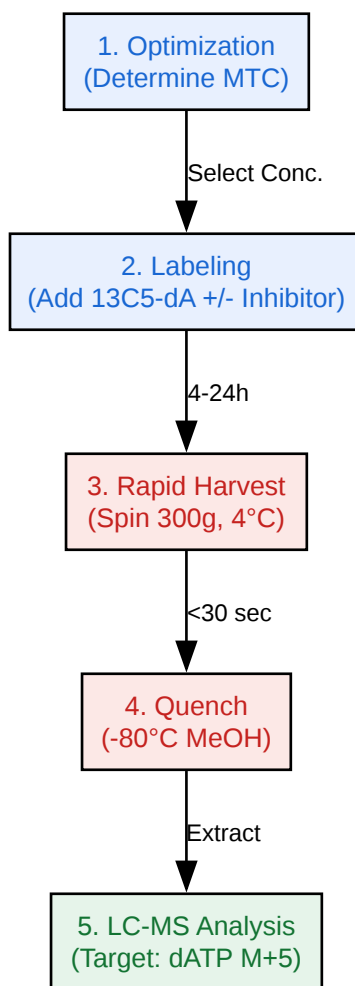 1. Optimization
(Determine MTC)
Select Conc.
2. Labeling
(Add 13C5-dA +/- Inhibitor)
4-24h
3. Rapid Harvest
(Spin 300g, 4°C)
<30 sec
4. Quench
(-80°C MeOH)
Extract
5. LC-MS Analysis
(Target: dATP M+5)